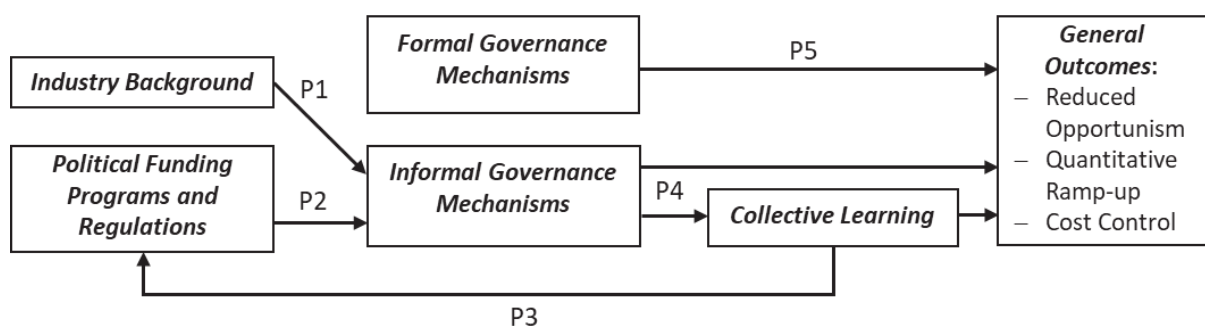 Industry Background
P1
Political Funding
Programs and
Regulations
P2
Formal Governance
Mechanisms
P5
Informal Governance
Mechanisms
P4
Collective Learning
P3
General
Outcomes:
– Reduced
Opportunism
– Quantitative
Ramp-up
– Cost Control